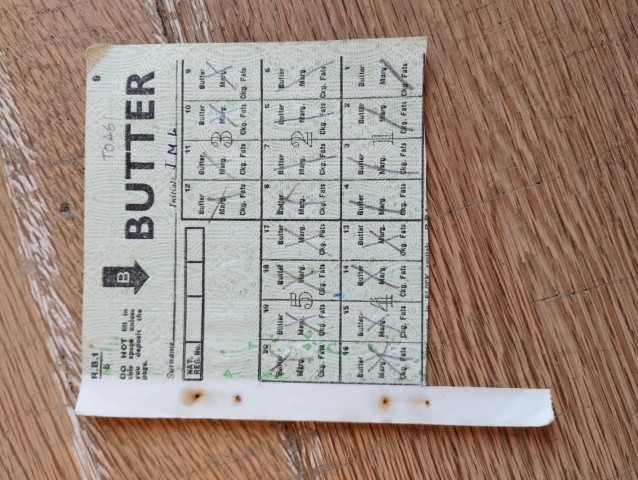 R.B.1 9
6
DO NOT fill in
this space unless
you deposit the
page.
B
TO461
BUTTER
Surname Initials J M L
NAT.
REG. No.
12 11 10 9
Butter Butter Butter Butter
Marg. Marg. 3 Marg. Marg.
Ckg. Fats Ckg. Fats Ckg. Fats Ckg. Fats
20 19 18 17 8 7 6 5
Butter Butter Butter Butter Butter Butter Butter Butter
Marg. Marg. 5 Marg. Marg. Marg. Marg. 2 Marg. Marg.
Ckg. Fats Ckg. Fats Ckg. Fats Ckg. Fats Ckg. Fats Ckg. Fats Ckg. Fats Ckg. Fats
16 15 14 13 4 3 2 1
Butter Butter Butter Butter Butter Butter Butter Butter
Marg. Marg. 4 Marg. Marg. Marg. Marg. 1 Marg. Marg.
Ckg. Fats Ckg. Fats Ckg. Fats Ckg. Fats Ckg. Fats Ckg. Fats Ckg. Fats Ckg. Fats
in BLOCK capitals